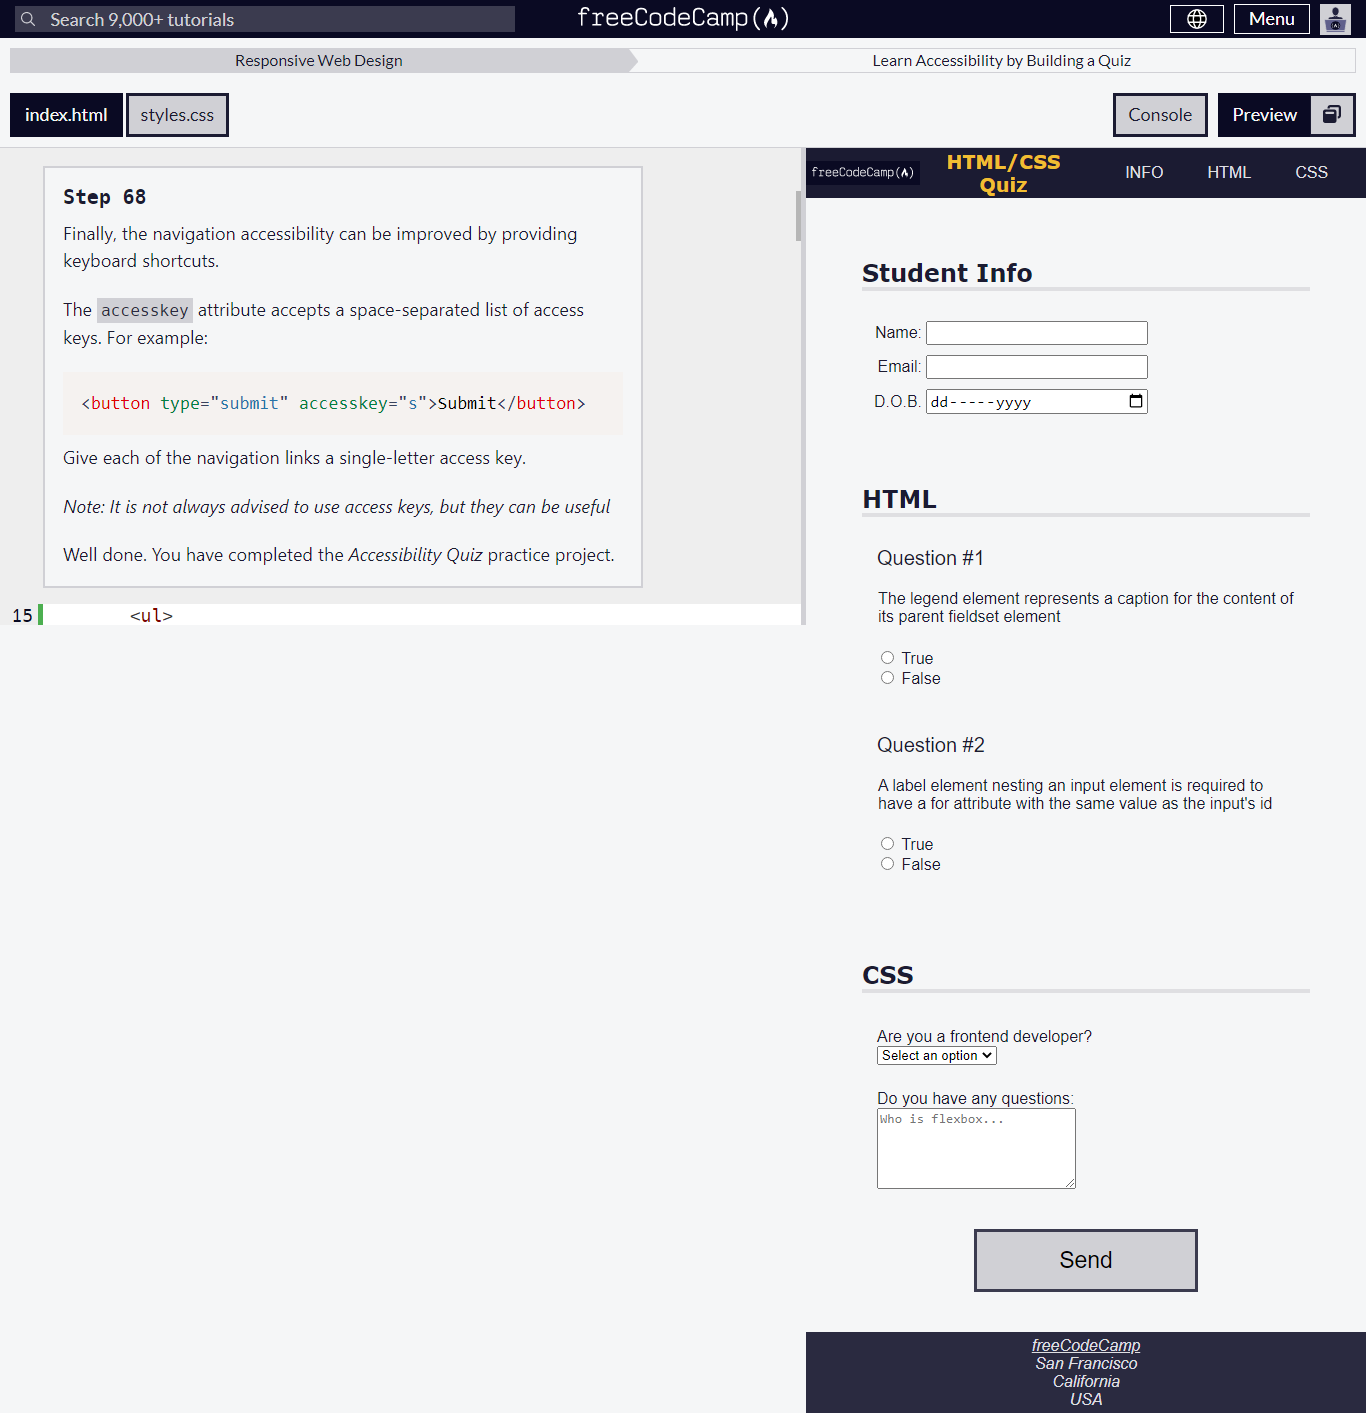 Search 9,000+ tutorials
freeCodeCamp
Menu
Responsive Web Design
Learn Accessibility by Building a Quiz
index.html
styles.css
Console
Preview
Step 68
Finally, the navigation accessibility can be improved by providing
keyboard shortcuts.
The accesskey attribute accepts a space-separated list of access
keys. For example:
<button type="submit" accesskey="s">Submit</button>
Give each of the navigation links a single-letter access key.
Note: It is not always advised to use access keys, but they can be useful
Well done. You have completed the Accessibility Quiz practice project.
15 <ul>
freeCodeCamp
HTML/CSS
Quiz
INFO
HTML
CSS
Student Info
Name:
Email:
D.O.B.
dd-----yyyy
HTML
Question #1
The legend element represents a caption for the content of
its parent fieldset element
True
False
Question #2
A label element nesting an input element is required to
have a for attribute with the same value as the input's id
True
False
CSS
Are you a frontend developer?
Select an option
Do you have any questions:
Who is flexbox...
Send
freeCodeCamp
San Francisco
California
USA